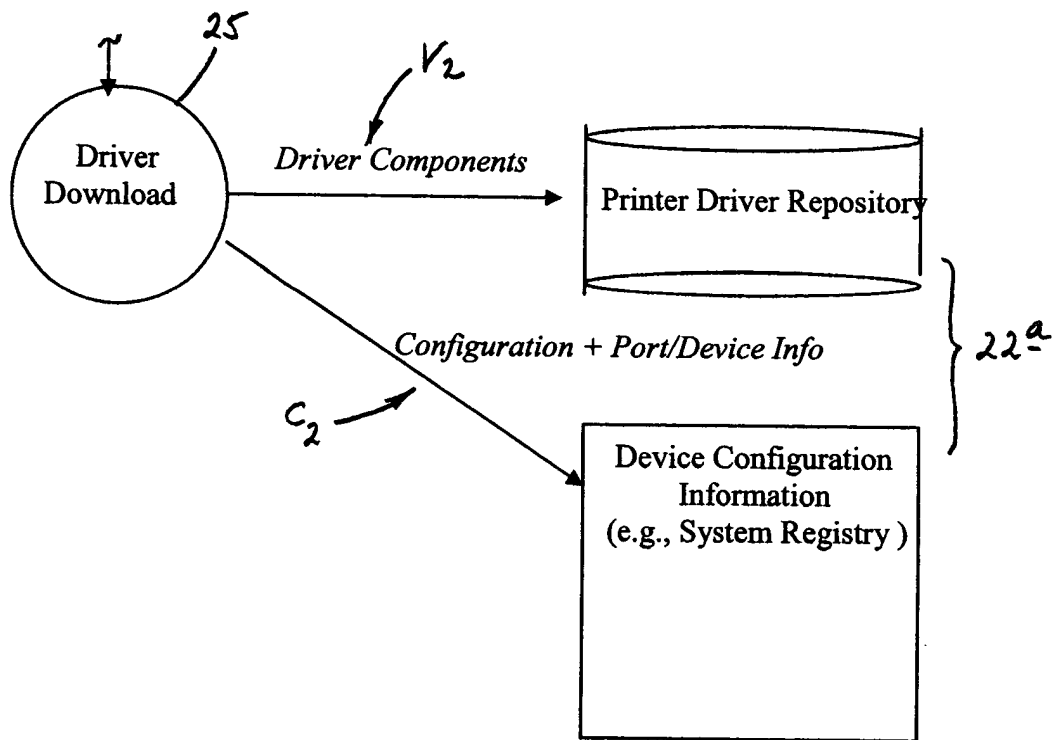 25
V2
Driver
Download
Driver Components
Printer Driver Repository
Configuration + Port/Device Info
22a
C2
Device Configuration
Information
(e.g., System Registry )